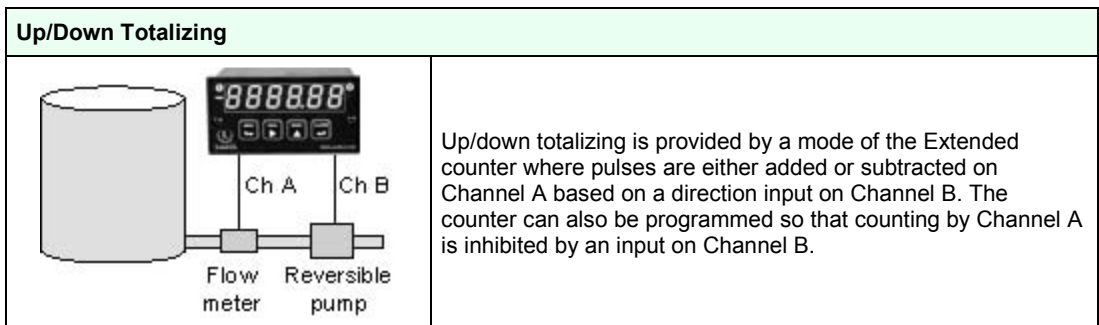 Up/Down Totalizing
-8888.88
Ch A
Ch B
Flow
meter
Reversible
pump
Up/down totalizing is provided by a mode of the Extended
counter where pulses are either added or subtracted on
Channel A based on a direction input on Channel B. The
counter can also be programmed so that counting by Channel A
is inhibited by an input on Channel B.